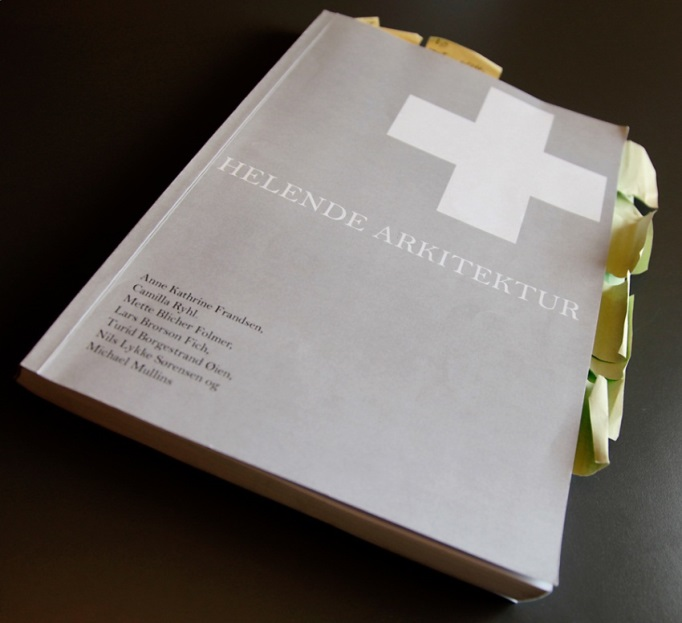 HELENDE ARKITEKTUR
Anne Kathrine Frandsen,
Camilla Ryhl,
Mette Blicher Folmer,
Lars Brorson Fich,
Turid Borgestrand Øien,
Nils Lykke Sørensen og
Michael Mullins